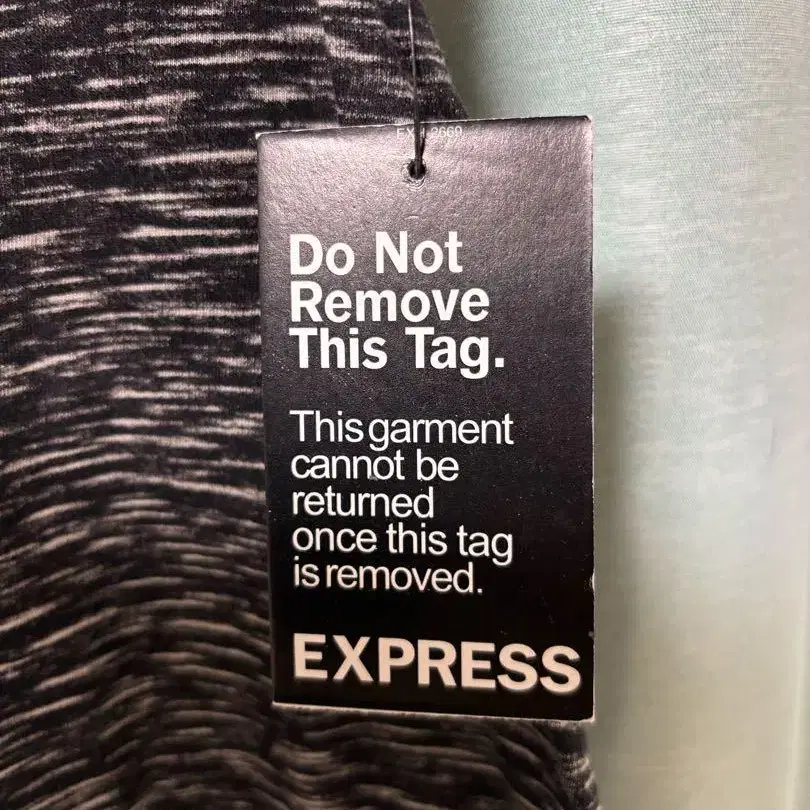 Do Not
Remove
This Tag.
This garment
cannot be
returned
once this tag
is removed.
EXPRESS